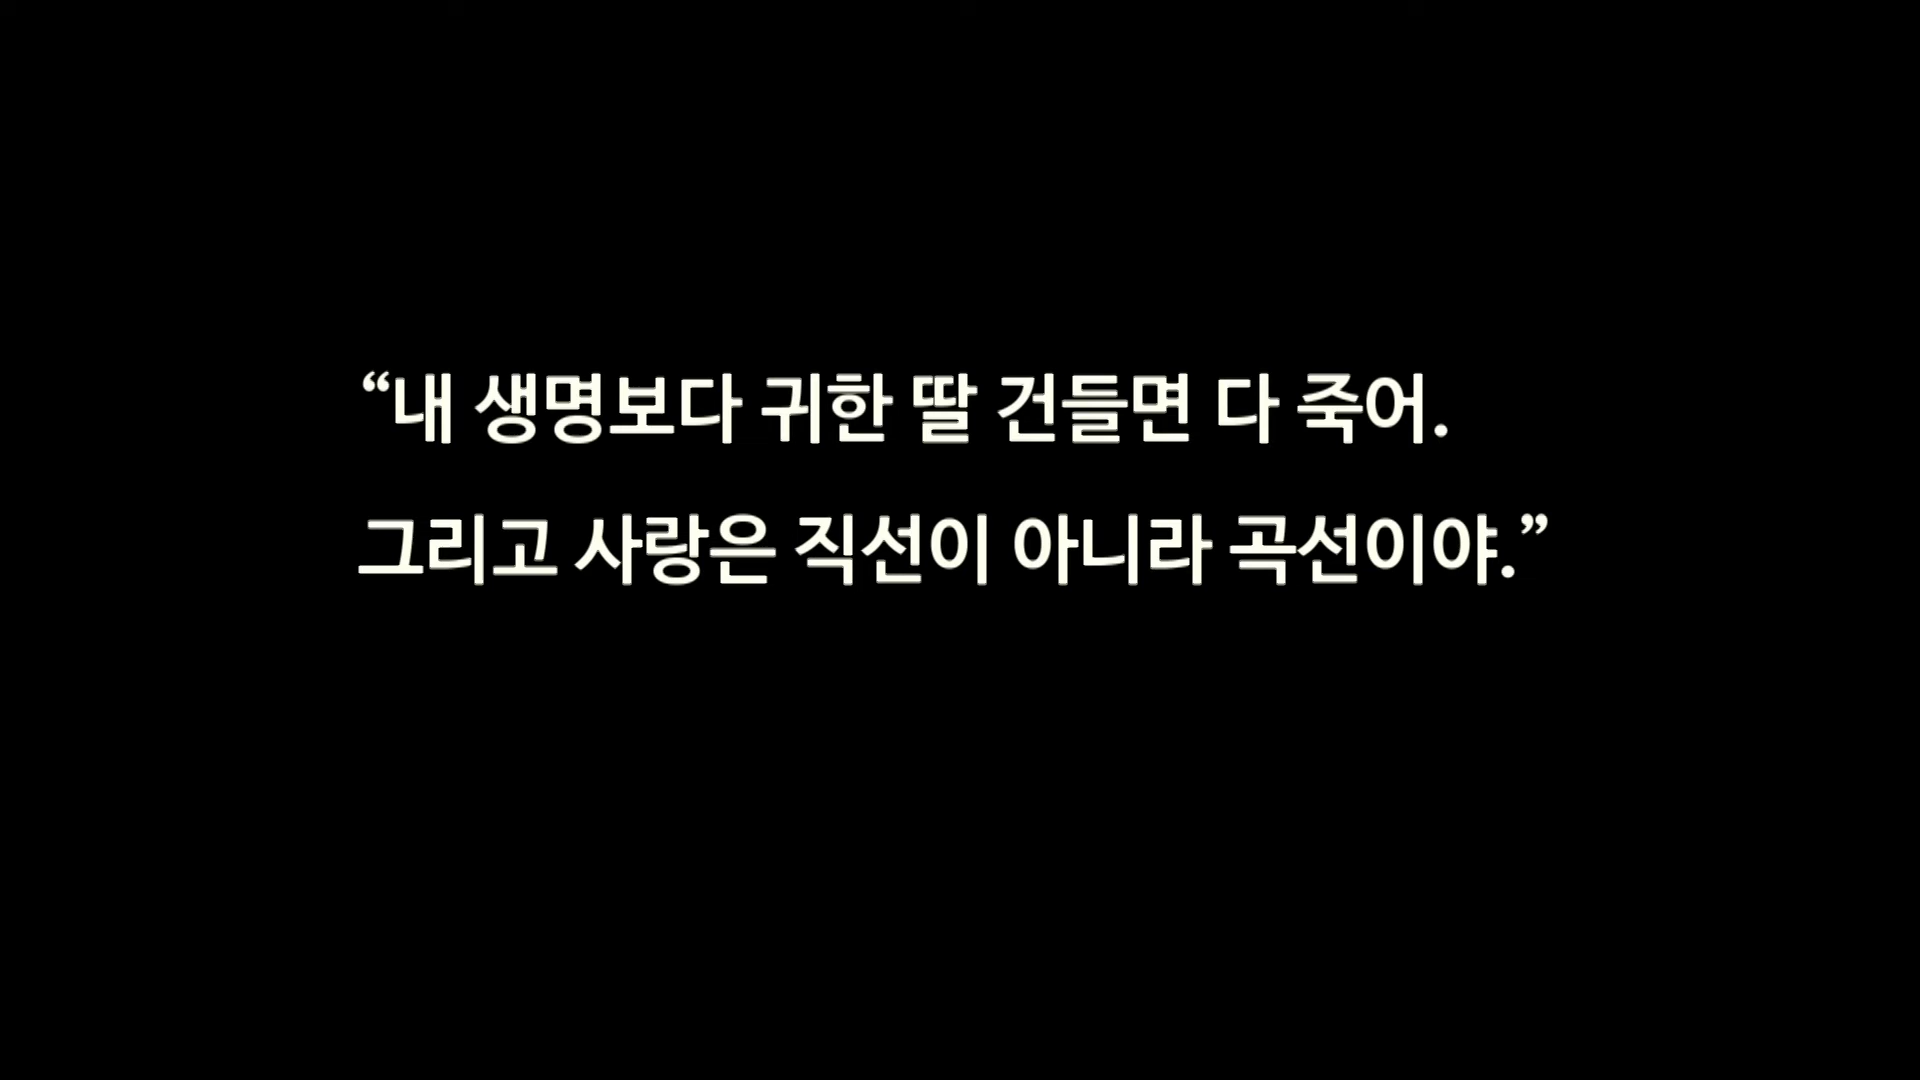 “내 생명보다 귀한 딸 건들면 다 죽어.
그리고 사랑은 직선이 아니라 곡선이야.”